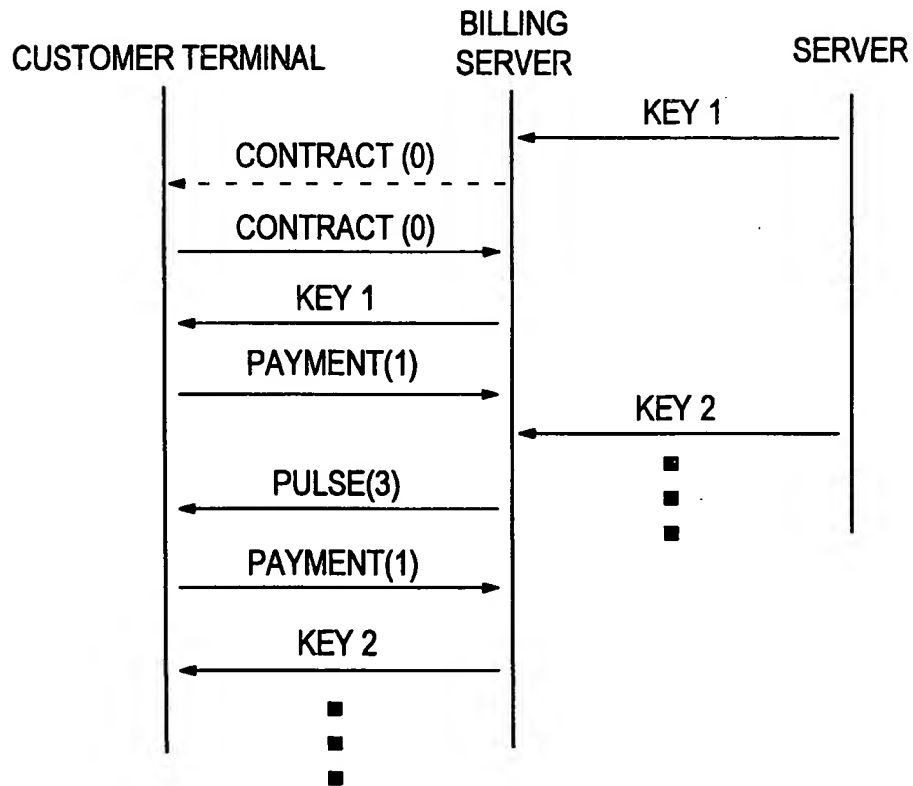 CUSTOMER TERMINAL
BILLING
SERVER
SERVER
KEY 1
CONTRACT (0)
CONTRACT (0)
KEY 1
PAYMENT(1)
KEY 2
PULSE(3)
PAYMENT(1)
KEY 2